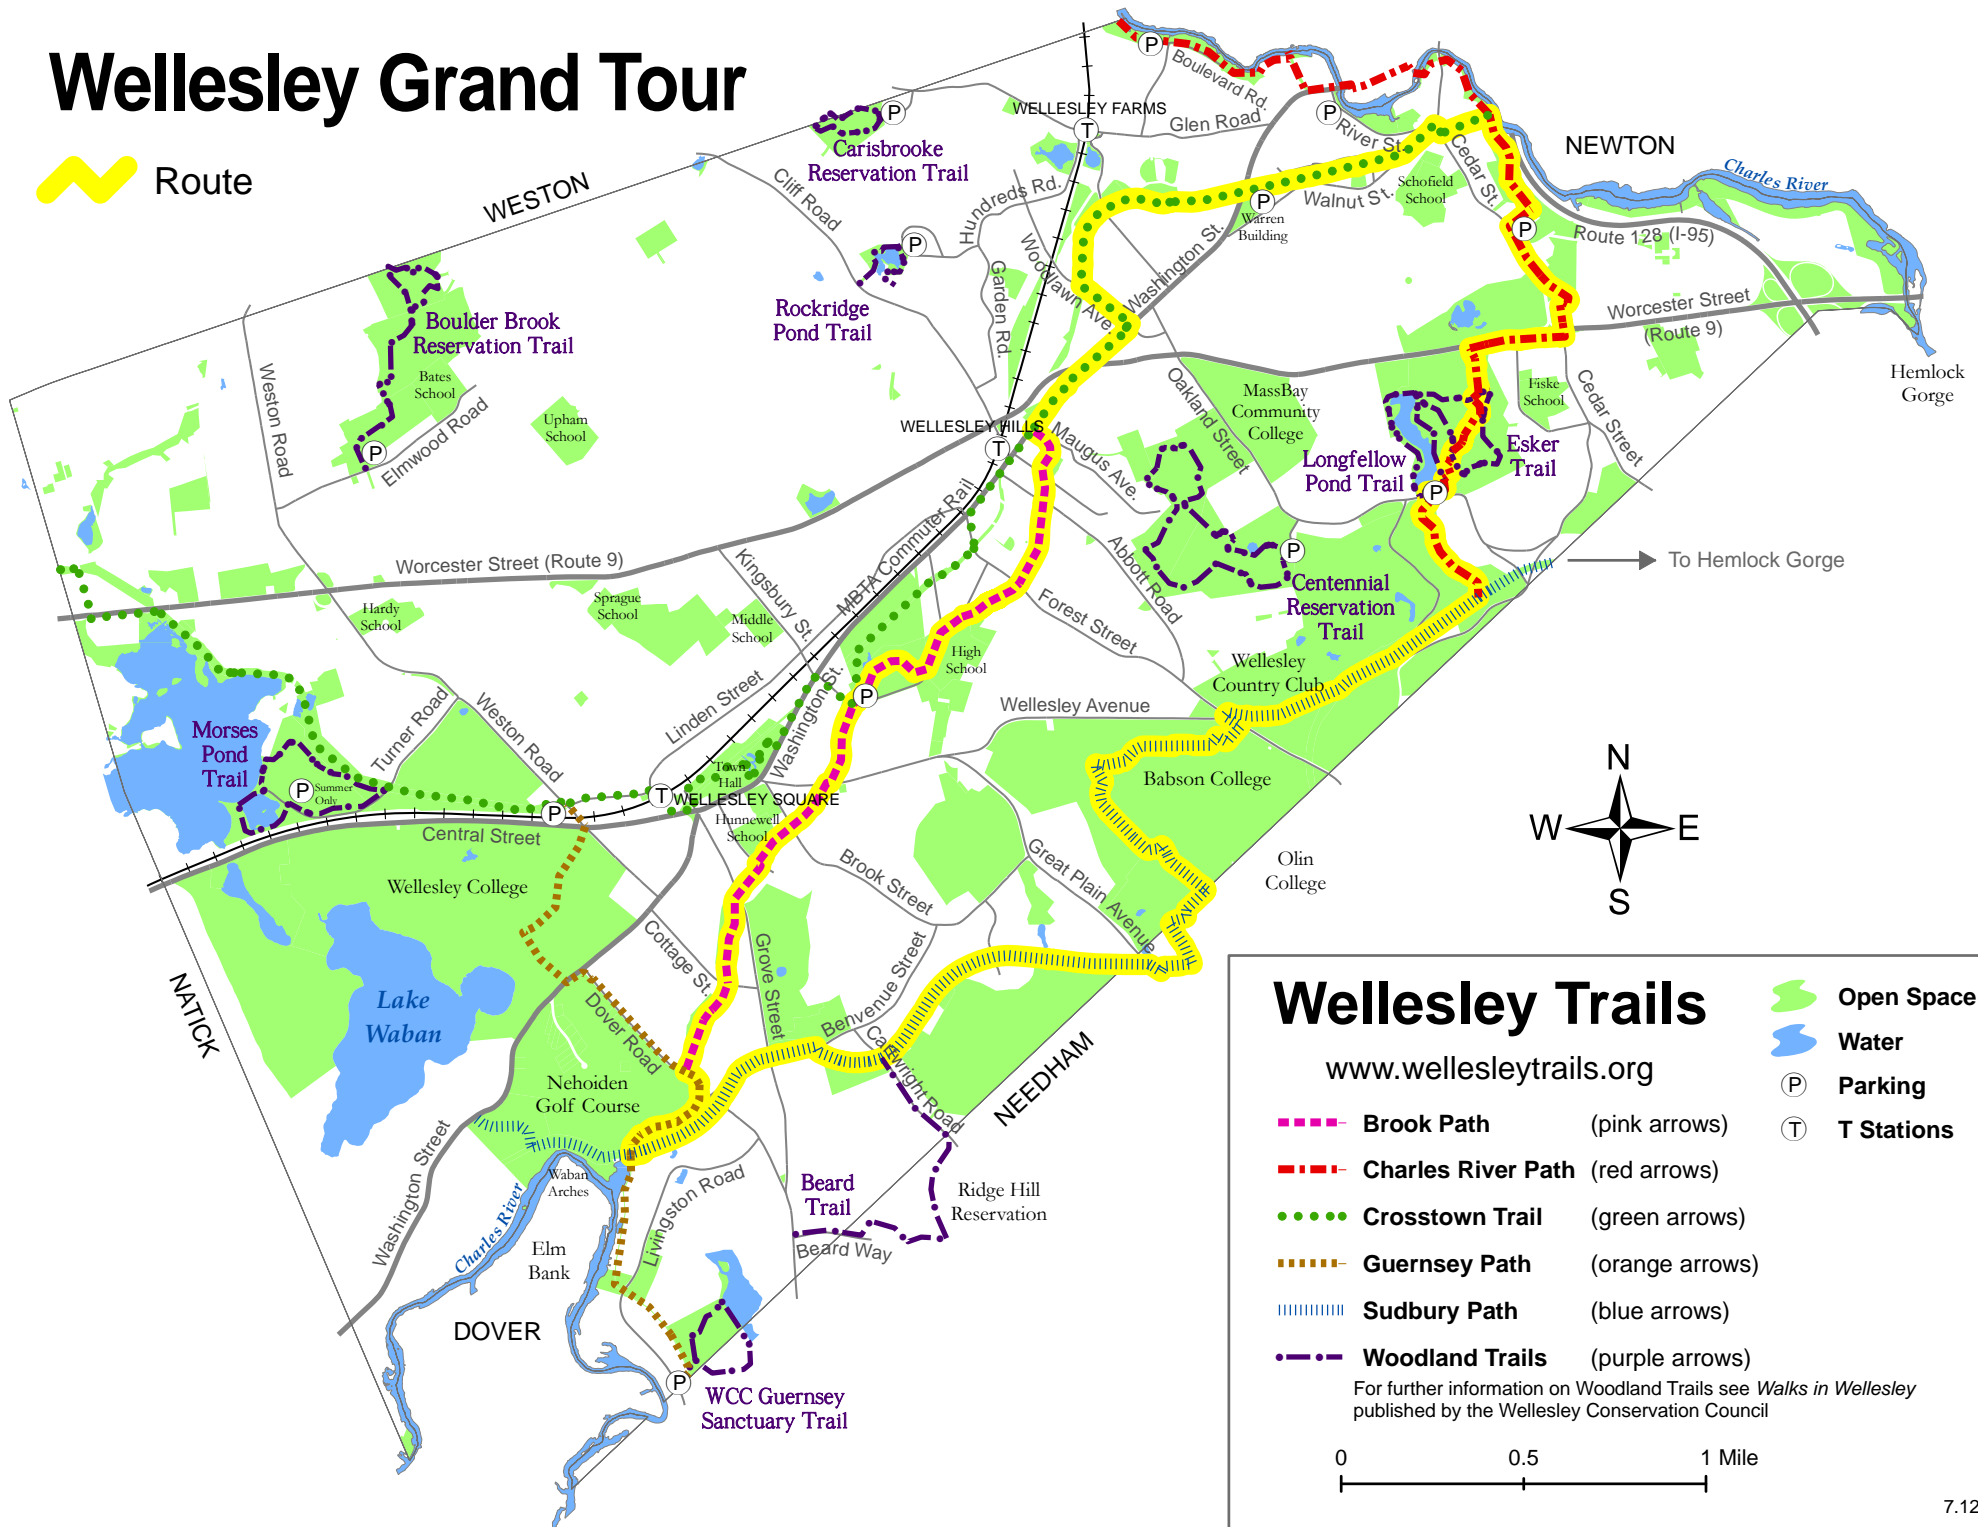 Wellesley Grand Tour
Route
WESTON
NEWTON
NATICK
DOVER
NEEDHAM
WELLESLEY FARMS
WELLESLEY HILLS
WELLESLEY SQUARE
Boulevard Rd.
Glen Road
River St.
Cedar St.
Walnut St.
Schofield
School
Warren
Building
Charles River
Route 128 (I-95)
Worcester Street
(Route 9)
Hemlock
Gorge
Carisbrooke
Reservation Trail
Cliff Road
Hundreds Rd.
Woodlawn Ave.
Washington St.
Garden Rd.
Rockridge
Pond Trail
Boulder Brook
Reservation Trail
Bates
School
Elmwood Road
Weston Road
Upham
School
Oakland Street
MassBay
Community
College
Fiske
School
Cedar Street
Longfellow
Pond Trail
Esker
Trail
Maugus Ave.
Abbott Road
Forest Street
Centennial
Reservation
Trail
To Hemlock Gorge
Worcester Street (Route 9)
Kingsbury St.
MBTA Commuter Rail
Hardy
School
Sprague
School
Middle
School
High
School
Linden Street
Washington St.
Wellesley
Country Club
Wellesley Avenue
Babson College
Olin
College
Morses
Pond
Trail
Summer
Only
Turner Road
Weston Road
Town
Hall
Hunnewell
School
Central Street
Wellesley College
Brook Street
Great Plain Avenue
Cottage St.
Grove Street
Benvenue Street
Cartwright Road
Dover Road
Lake
Waban
Nehoiden
Golf Course
Washington Street
Waban
Arches
Charles River
Elm
Bank
Livingston Road
Beard
Trail
Beard Way
Ridge Hill
Reservation
WCC Guernsey
Sanctuary Trail
P
P
P
P
P
P
P
P
P
P
P
P
P
P
T
T
T
N
W
E
S
Wellesley Trails
www.wellesleytrails.org
Brook Path (pink arrows)
Charles River Path (red arrows)
Crosstown Trail (green arrows)
Guernsey Path (orange arrows)
Sudbury Path (blue arrows)
Woodland Trails (purple arrows)
For further information on Woodland Trails see Walks in Wellesley
published by the Wellesley Conservation Council
Open Space
Water
P Parking
T T Stations
0 0.5 1 Mile
7.12